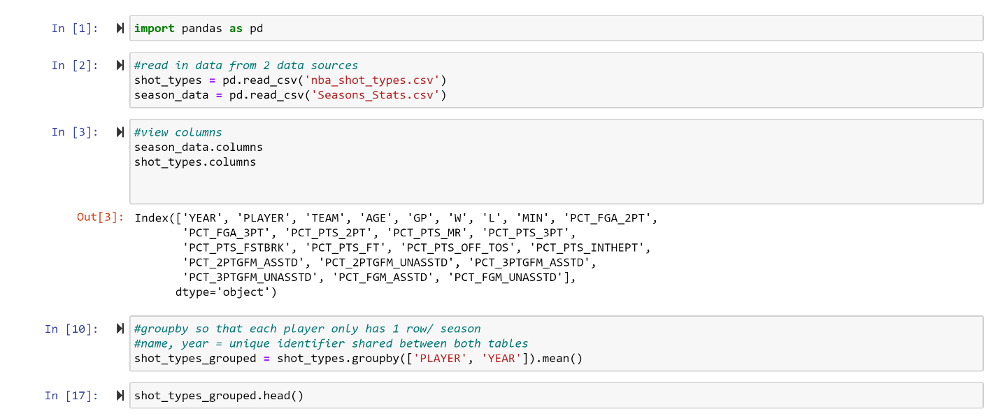 In [1]: import pandas as pd
In [2]: #read in data from 2 data sources
shot_types = pd.read_csv('nba_shot_types.csv')
season_data = pd.read_csv('Seasons_Stats.csv')
In [3]: #view columns
season_data.columns
shot_types.columns
Out[3]: Index(['YEAR', 'PLAYER', 'TEAM', 'AGE', 'GP', 'W', 'L', 'MIN', 'PCT_FGA_2PT',
'PCT_FGA_3PT', 'PCT_PTS_2PT', 'PCT_PTS_MR', 'PCT_PTS_3PT',
'PCT_PTS_FSTBRK', 'PCT_PTS_FT', 'PCT_PTS_OFF_TOS', 'PCT_PTS_INTHEPT',
'PCT_2PTGFM_ASSTD', 'PCT_2PTGFM_UNASSTD', 'PCT_3PTGFM_ASSTD',
'PCT_3PTGFM_UNASSTD', 'PCT_FGM_ASSTD', 'PCT_FGM_UNASSTD'],
dtype='object')
In [10]: #groupby so that each player only has 1 row/ season
#name, year = unique identifier shared between both tables
shot_types_grouped = shot_types.groupby(['PLAYER', 'YEAR']).mean()
In [17]: shot_types_grouped.head()